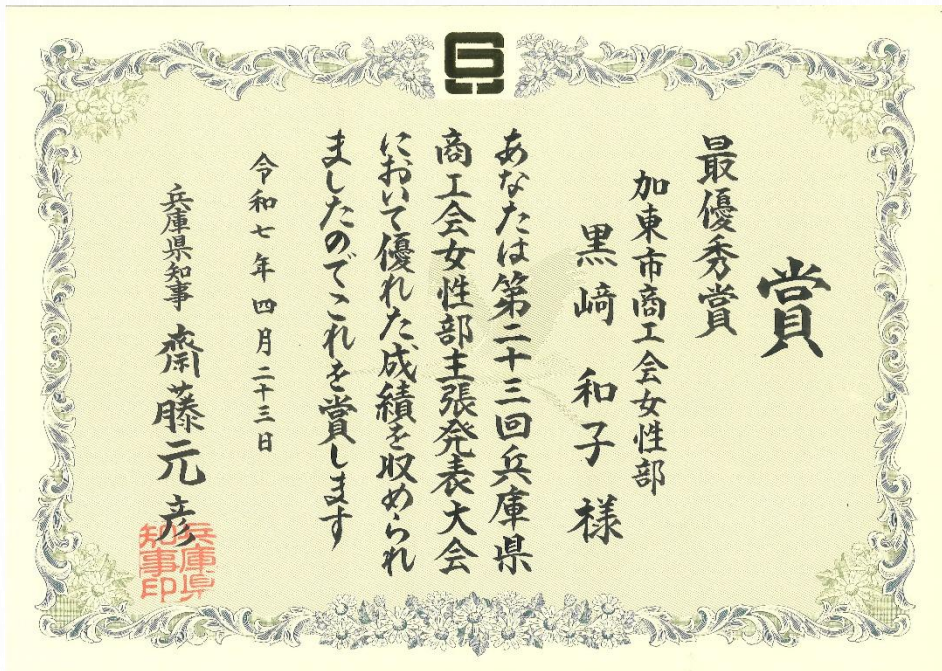 賞
最優秀賞
加東市商工会女性部
黒﨑 和子 様
あなたは第二十三回兵庫県
商工会女性部主張発表大会
において優れた成績を収められ
ましたのでこれを賞します
令和七年四月二十三日
兵庫県知事 齋藤元彦
兵庫県
知事印